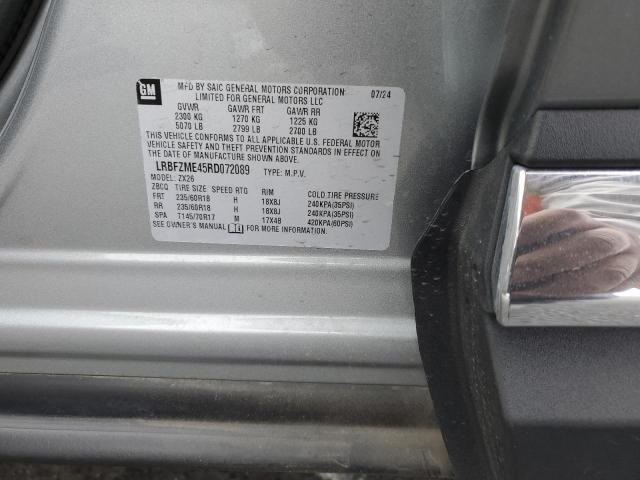 GM
MFD BY SAIC GENERAL MOTORS CORPORATION 07/24
LIMITED FOR GENERAL MOTORS LLC
GVWR GAWR FRT GAWR RR
2300 KG 1270 KG 1225 KG
5070 LB 2799 LB 2700 LB
THIS VEHICLE CONFORMS TO ALL APPLICABLE U.S. FEDERAL MOTOR
VEHICLE SAFETY, BUMPER, AND THEFT PREVENTION STANDARDS IN EFFECT ON
THE DATE OF MANUFACTURE SHOWN ABOVE.
LRBFZME45RD072089 TYPE: M.P.V.
MODEL: ZX26
ZBCQ TIRE SIZE SPEED RTG RIM COLD TIRE PRESSURE
FRT 235/60R18 H 18X8J 240KPA(35PSI)
RR 235/60R18 H 18X8J 240KPA(35PSI)
SPA T145/70R17 M 17X4B 420KPA(60PSI)
SEE OWNER'S MANUAL FOR MORE INFORMATION.